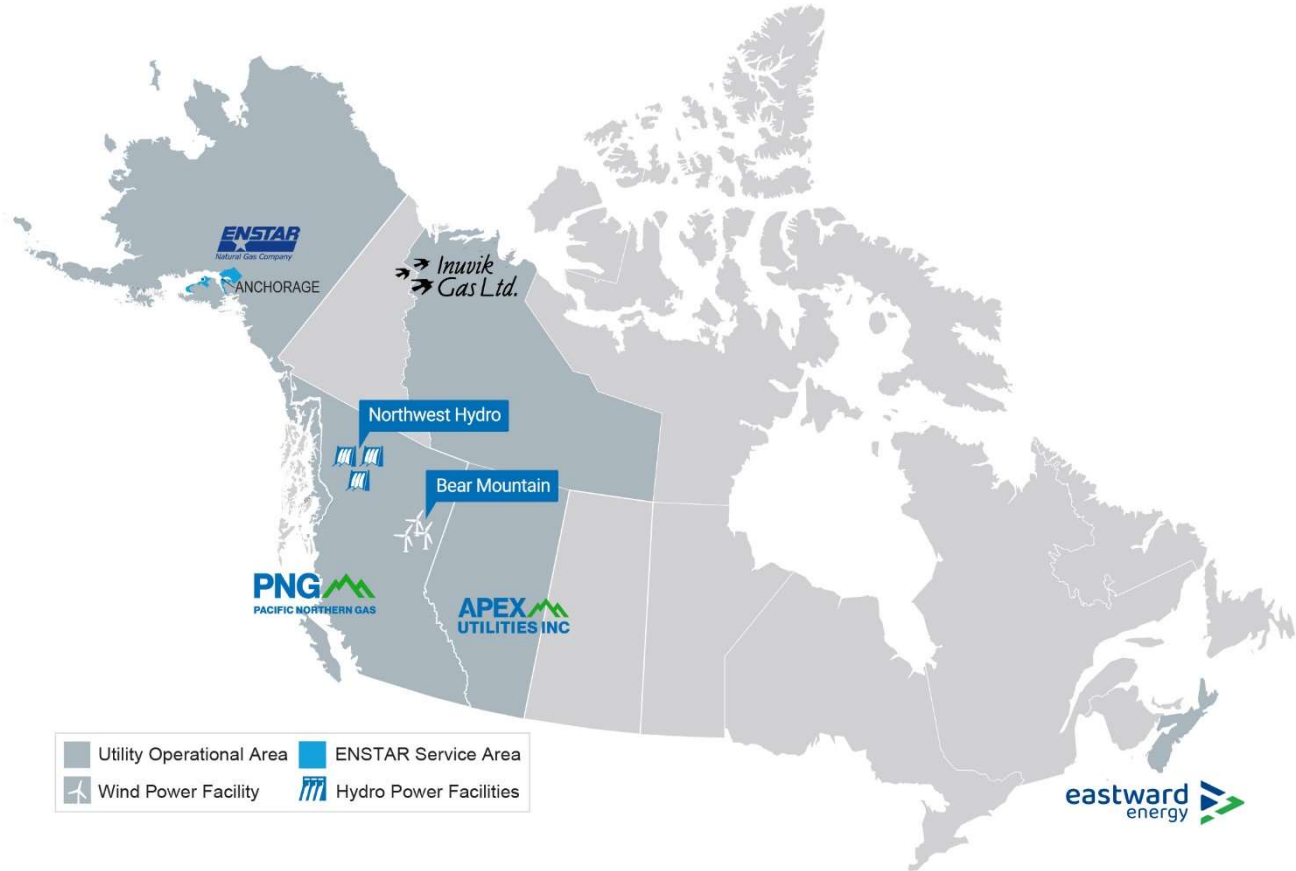 ENSTAR
Natural Gas Company
ANCHORAGE
Inuvik
Gas Ltd.
Northwest Hydro
Bear Mountain
PNG
PACIFIC NORTHERN GAS
APEX
UTILITIES INC
Utility Operational Area
ENSTAR Service Area
Wind Power Facility
Hydro Power Facilities
eastward
energy